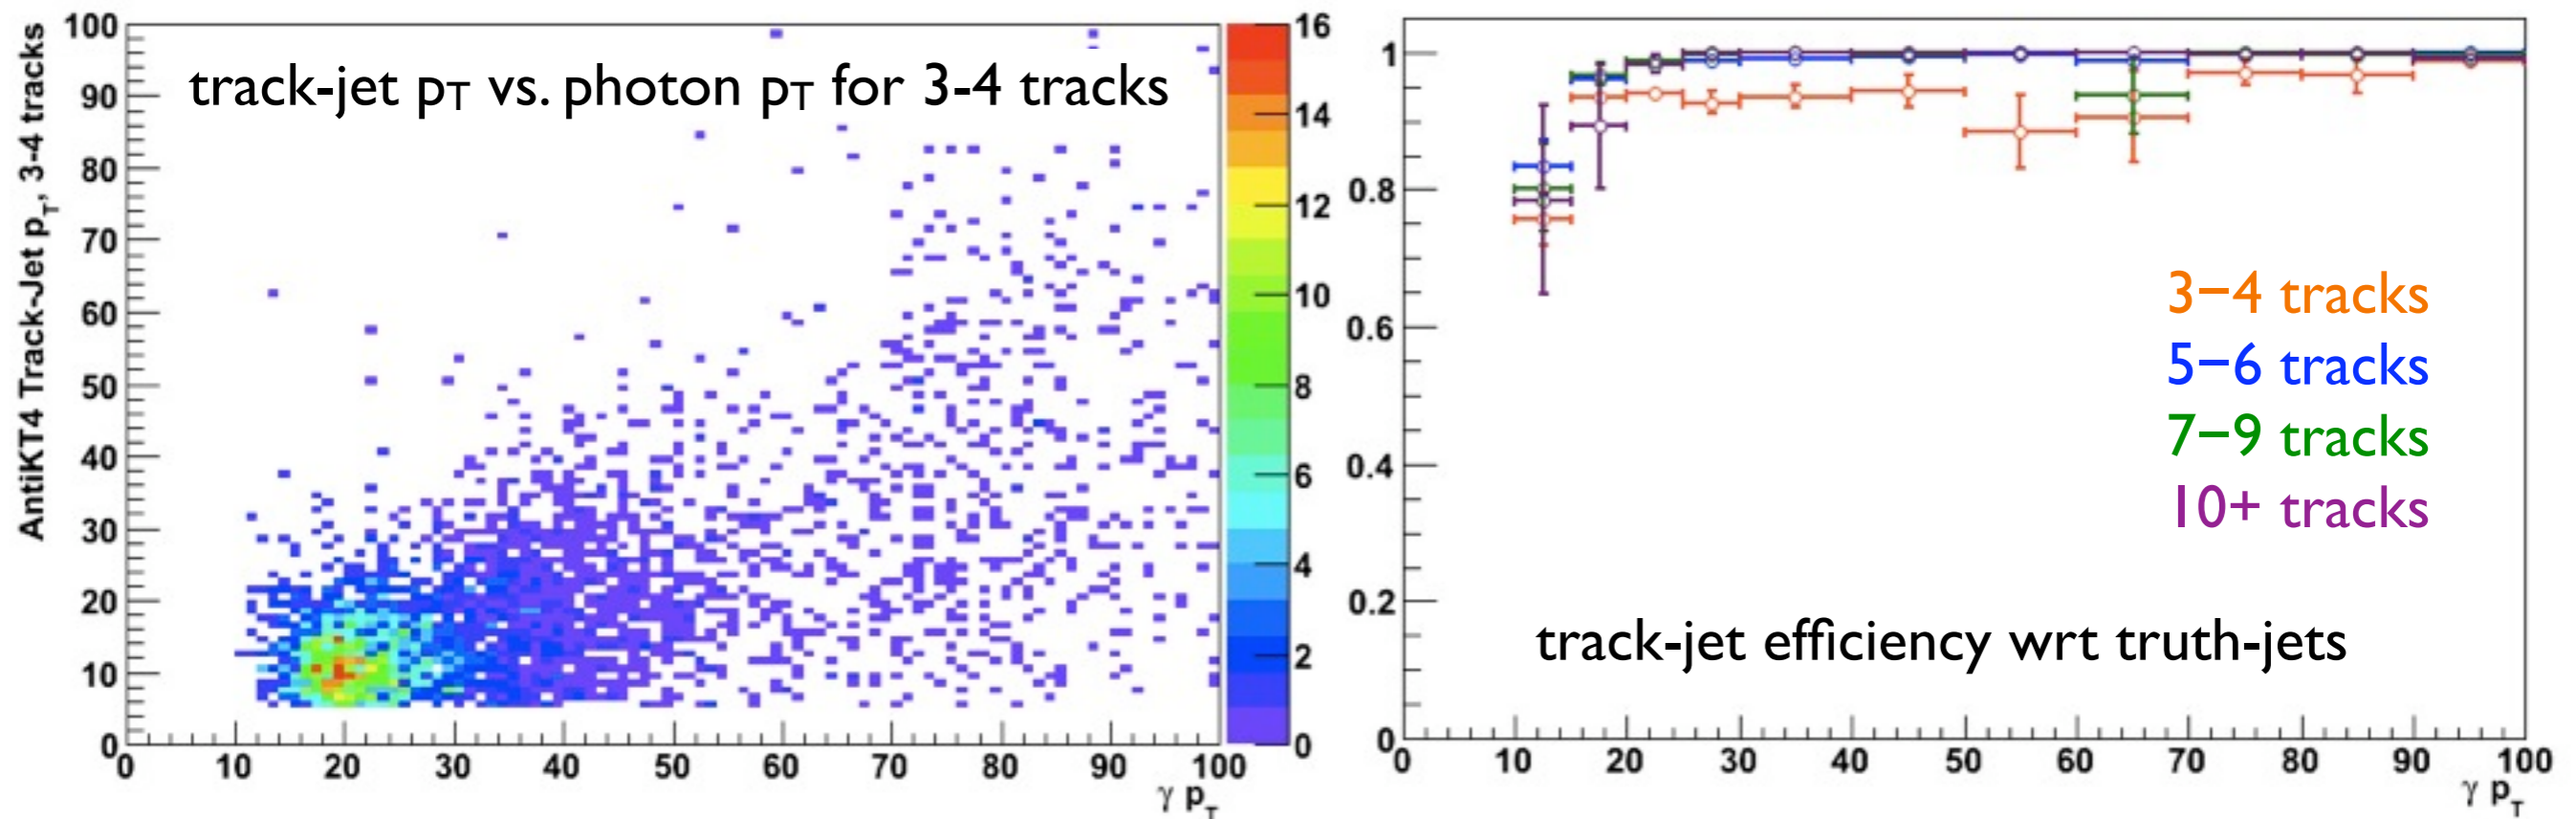 track-jet pT vs. photon pT for 3-4 tracks
AntiKT4 Track-Jet pT, 3-4 tracks
100
90
80
70
60
50
40
30
20
10
0
0 10 20 30 40 50 60 70 80 90 100
γ pT
16
14
12
10
8
6
4
2
0
1
0.8
0.6
0.4
0.2
0
3–4 tracks
5–6 tracks
7–9 tracks
10+ tracks
track-jet efficiency wrt truth-jets
0 10 20 30 40 50 60 70 80 90 100
γ pT